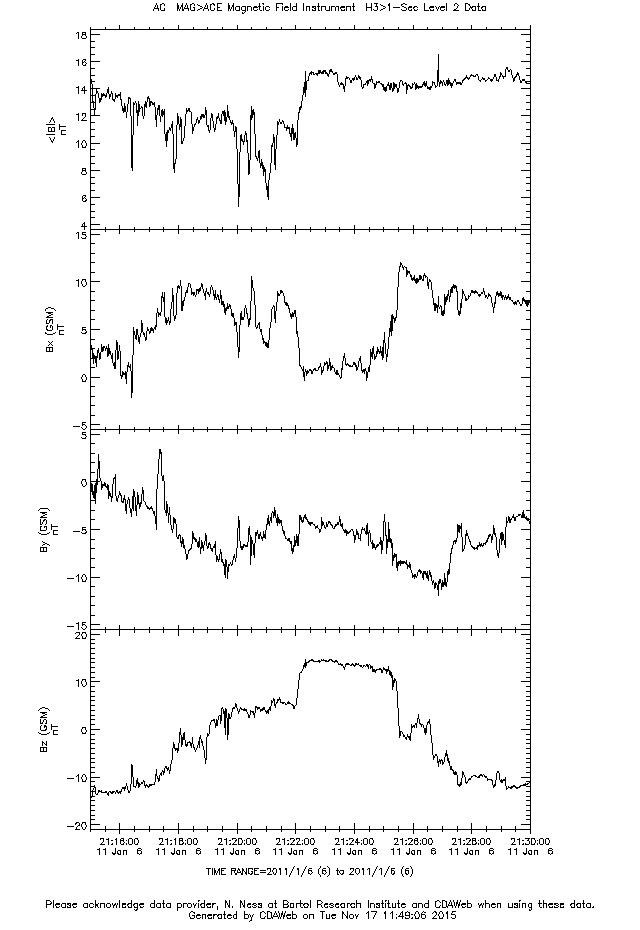 AC MAG>ACE Magnetic Field Instrument H3>1-Sec Level 2 Data
18
16
14
12
10
8
6
4
<|B|>
nT
15
10
5
0
-5
Bx (GSM)
nT
5
0
-5
-10
-15
By (GSM)
nT
20
10
0
-10
-20
Bz (GSM)
nT
21:16:00 21:18:00 21:20:00 21:22:00 21:24:00 21:26:00 21:28:00 21:30:00
11 Jan 6 11 Jan 6 11 Jan 6 11 Jan 6 11 Jan 6 11 Jan 6 11 Jan 6 11 Jan 6
TIME RANGE=2011/1/6 (6) to 2011/1/6 (6)
Please acknowledge data provider, N. Ness at Bartol Research Institute and CDAWeb when using these data.
Generated by CDAWeb on Tue Nov 17 11:49:06 2015